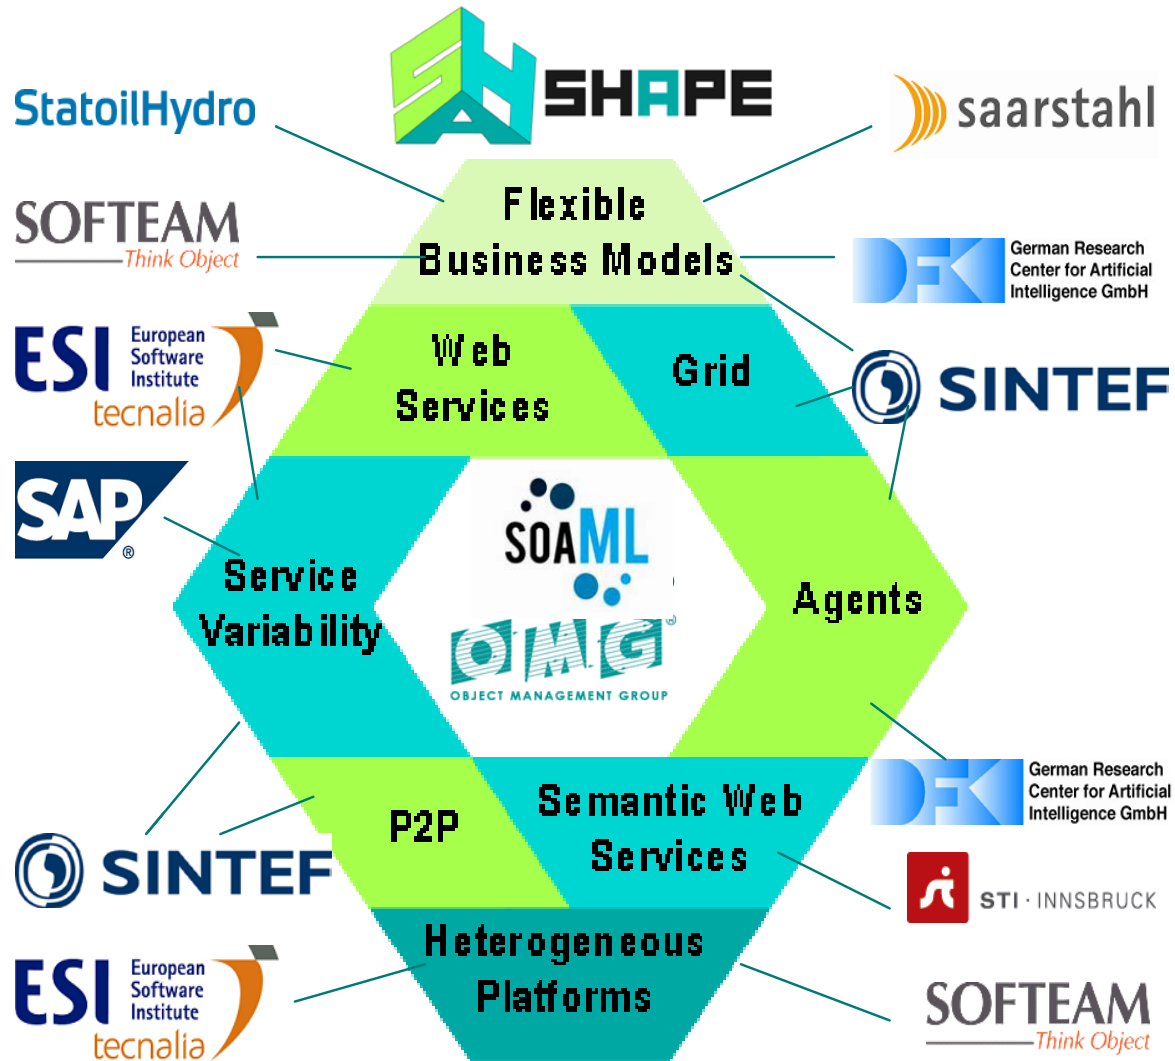 SHA
SHAPE
StatoilHydro
saarstahl
Flexible
Business Models
SOFTEAM
Think Object
DFK
German Research
Center for Artificial
Intelligence GmbH
ESI
European
Software
Institute
tecnalia
Web
Services
Grid
SINTEF
SAP
®
SOAML
Service
Variability
Agents
OMG
®
OBJECT MANAGEMENT GROUP
DFK
German Research
Center for Artificial
Intelligence GmbH
Semantic Web
Services
P2P
SINTEF
STI · INNSBRUCK
Heterogeneous
Platforms
ESI
European
Software
Institute
tecnalia
SOFTEAM
Think Object